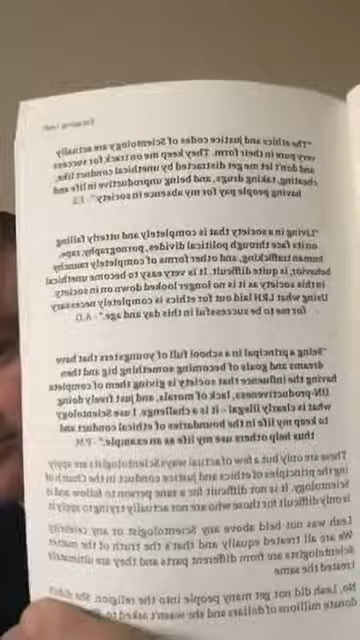 "The ethics and justice codes of Scientology are actually
very pure in their form. They keep me on track for success
and don't let me get distracted by unethical conduct like,
cheating, taking drugs, and being unproductive in life and
having people pay for my absence in society." - E.S.
"Living in a society that is completely and utterly falling
on its face through political divides, pornography, rape,
human trafficking, and other forms of completely raunchy
behavior, is quite difficult. It is very easy to become unethical
in this society as it is no longer looked down on in society.
Using what LRH laid out for ethics is completely necessary
for me to be successful in this day and age." - A.O.
"Being a principal in a school full of youngsters that have
dreams and goals of becoming something big and then
having the influence that society is giving them of complete
UN-productiveness, lack of morals, and just freely doing
what is clearly illegal - it is a challenge. I use Scientology
to keep my life in the boundaries of ethical conduct and
thus help others use my life as an example." - P.M.
These are only but a few of actual ways Scientologists are apply
ing the principles of ethics and justice conduct in the Church of
Scientology. It is not difficult for a sane person to follow and it
is only difficult for those who are not actually trying to apply it
Leah was not held above any Scientologist or any celebrity
We are all treated equally and that's the truth of the matter
Scientologists are from different parts and they are ultimately
treated the same
No, Leah did not get many people into the religion. She didn't
donate millions of dollars and she wasn't asked to